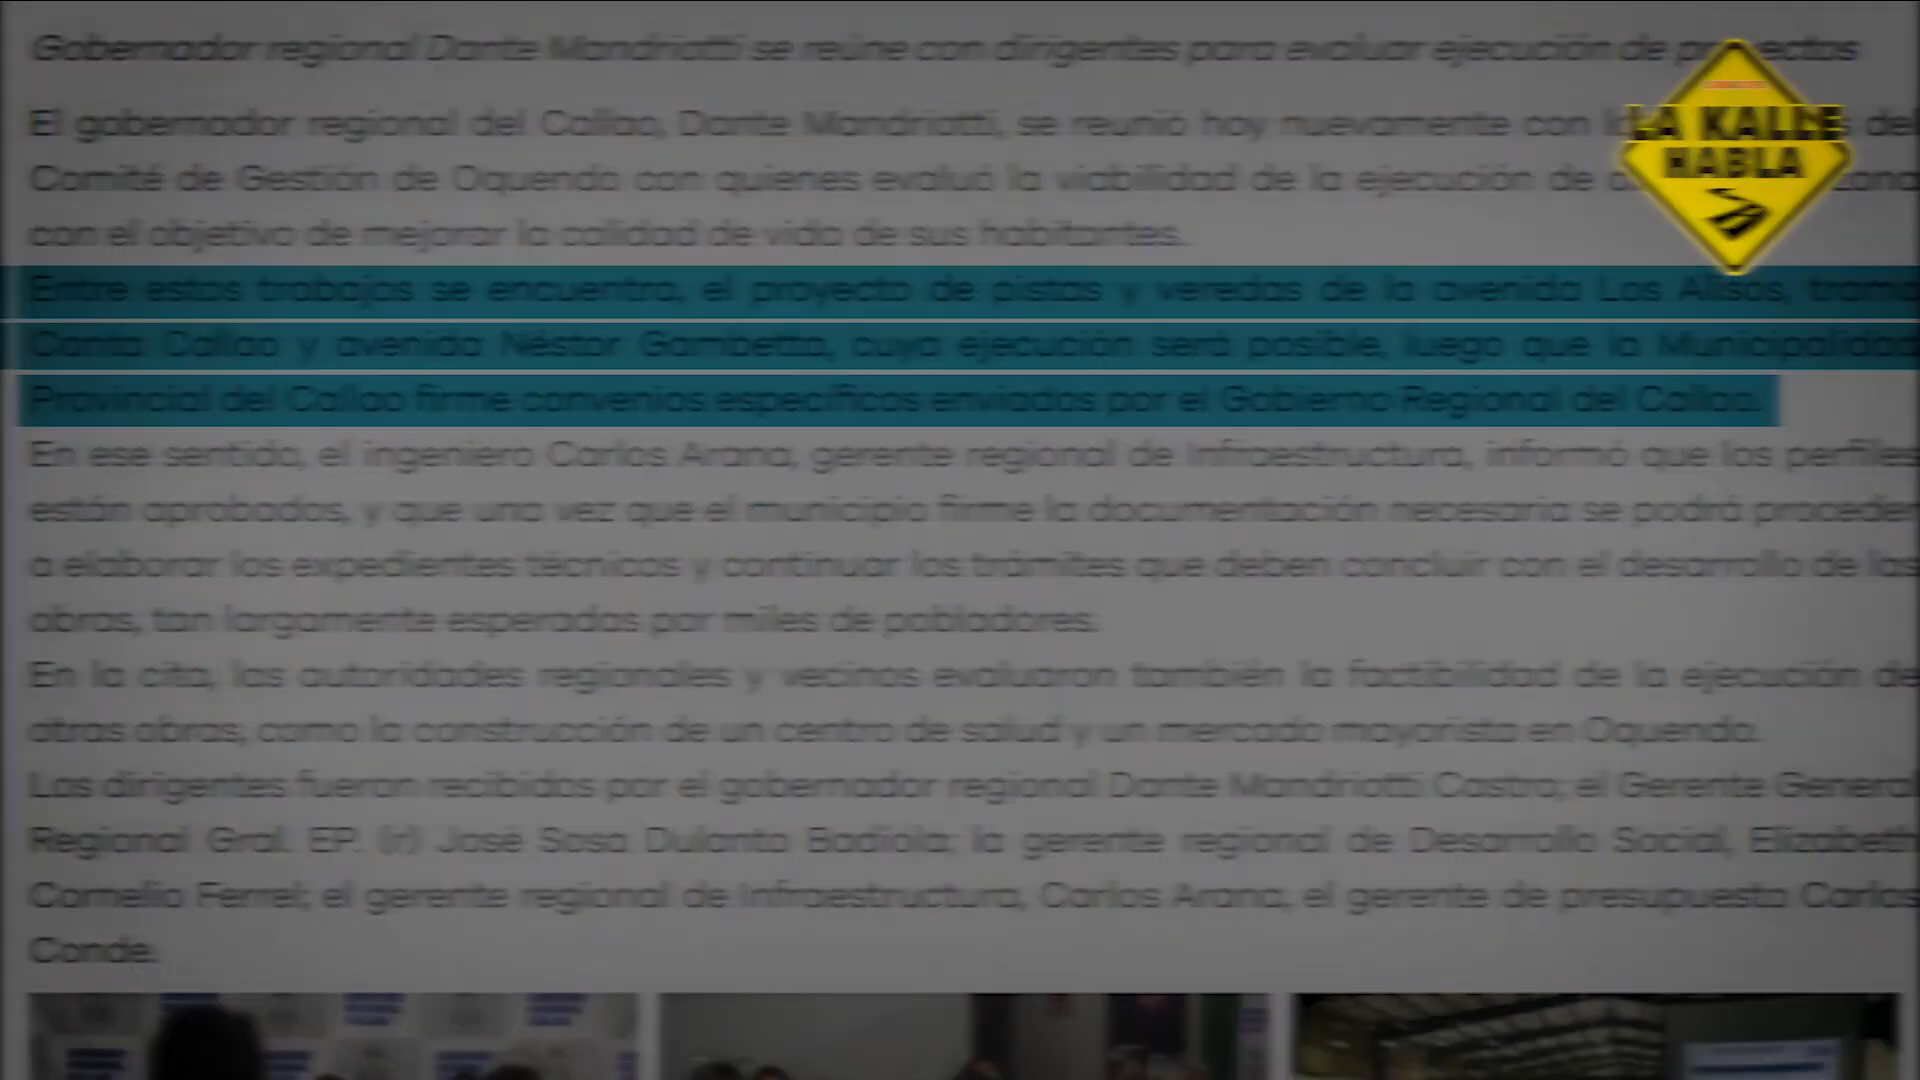 Gobernador regional Dante Mandriotti se reúne con dirigentes para evaluar ejecución de proyectos
El gobernador regional del Callao, Dante Mandriotti, se reunió hoy nuevamente con del
Comité de Gestión de Oquendo con quienes evaluó la viabilidad de la ejecución de zona
con el objetivo de mejorar la calidad de vida de sus habitantes.
Entre estos trabajos se encuentra, el proyecto de pistas y veredas de la avenida Los Alisos, tramo
Canta Callao y avenida Néstor Gambetta, cuya ejecución será posible, luego que la Municipalidad
Provincial del Callao firme convenios específicos enviados por el Gobierno Regional del Callao.
En ese sentido, el ingeniero Carlos Arana, gerente regional de Infraestructura, informó que los perfiles
están aprobados, y que una vez que el municipio firme la documentación necesaria se podrá proceder
a elaborar los expedientes técnicos y continuar los trámites que deben concluir con el desarrollo de las
obras, tan largamente esperadas por miles de pobladores.
En la cita, las autoridades regionales y vecinos evaluaron también la factibilidad de la ejecución de
otras obras, como la construcción de un centro de salud y un mercado mayorista en Oquendo.
Los dirigentes fueron recibidos por el gobernador regional Dante Mandriotti Castro; el Gerente General
Regional Gral. EP. (r) José Sosa Dulanto Badiola; la gerente regional de Desarrollo Social, Elizabeth
Cornelio Ferrel; el gerente regional de Infraestructura, Carlos Arana, el gerente de presupuesto Carlos
Conde.
LA KALLE
HABLA